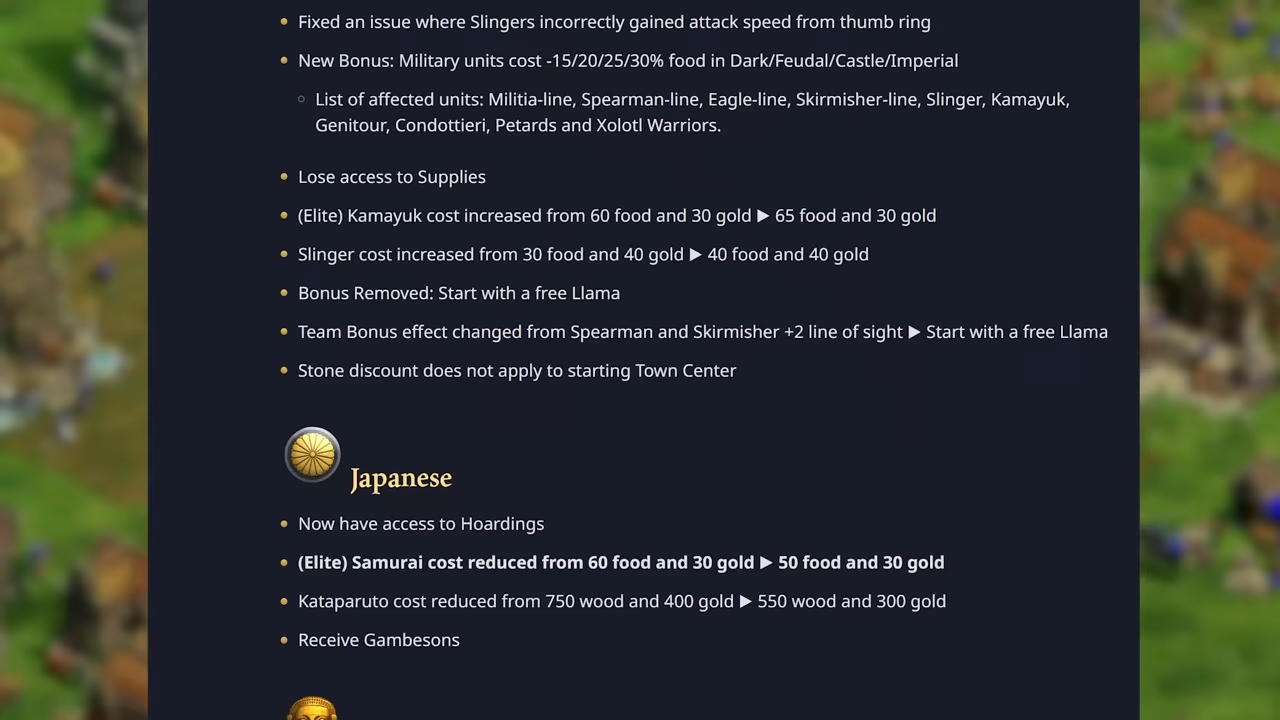 Fixed an issue where Slingers incorrectly gained attack speed from thumb ring
New Bonus: Military units cost -15/20/25/30% food in Dark/Feudal/Castle/Imperial
List of affected units: Militia-line, Spearman-line, Eagle-line, Skirmisher-line, Slinger, Kamayuk,
Genitour, Condottieri, Petards and Xolotl Warriors.
Lose access to Supplies
(Elite) Kamayuk cost increased from 60 food and 30 gold ▶ 65 food and 30 gold
Slinger cost increased from 30 food and 40 gold ▶ 40 food and 40 gold
Bonus Removed: Start with a free Llama
Team Bonus effect changed from Spearman and Skirmisher +2 line of sight ▶ Start with a free Llama
Stone discount does not apply to starting Town Center
Japanese
Now have access to Hoardings
(Elite) Samurai cost reduced from 60 food and 30 gold ▶ 50 food and 30 gold
Kataparuto cost reduced from 750 wood and 400 gold ▶ 550 wood and 300 gold
Receive Gambesons